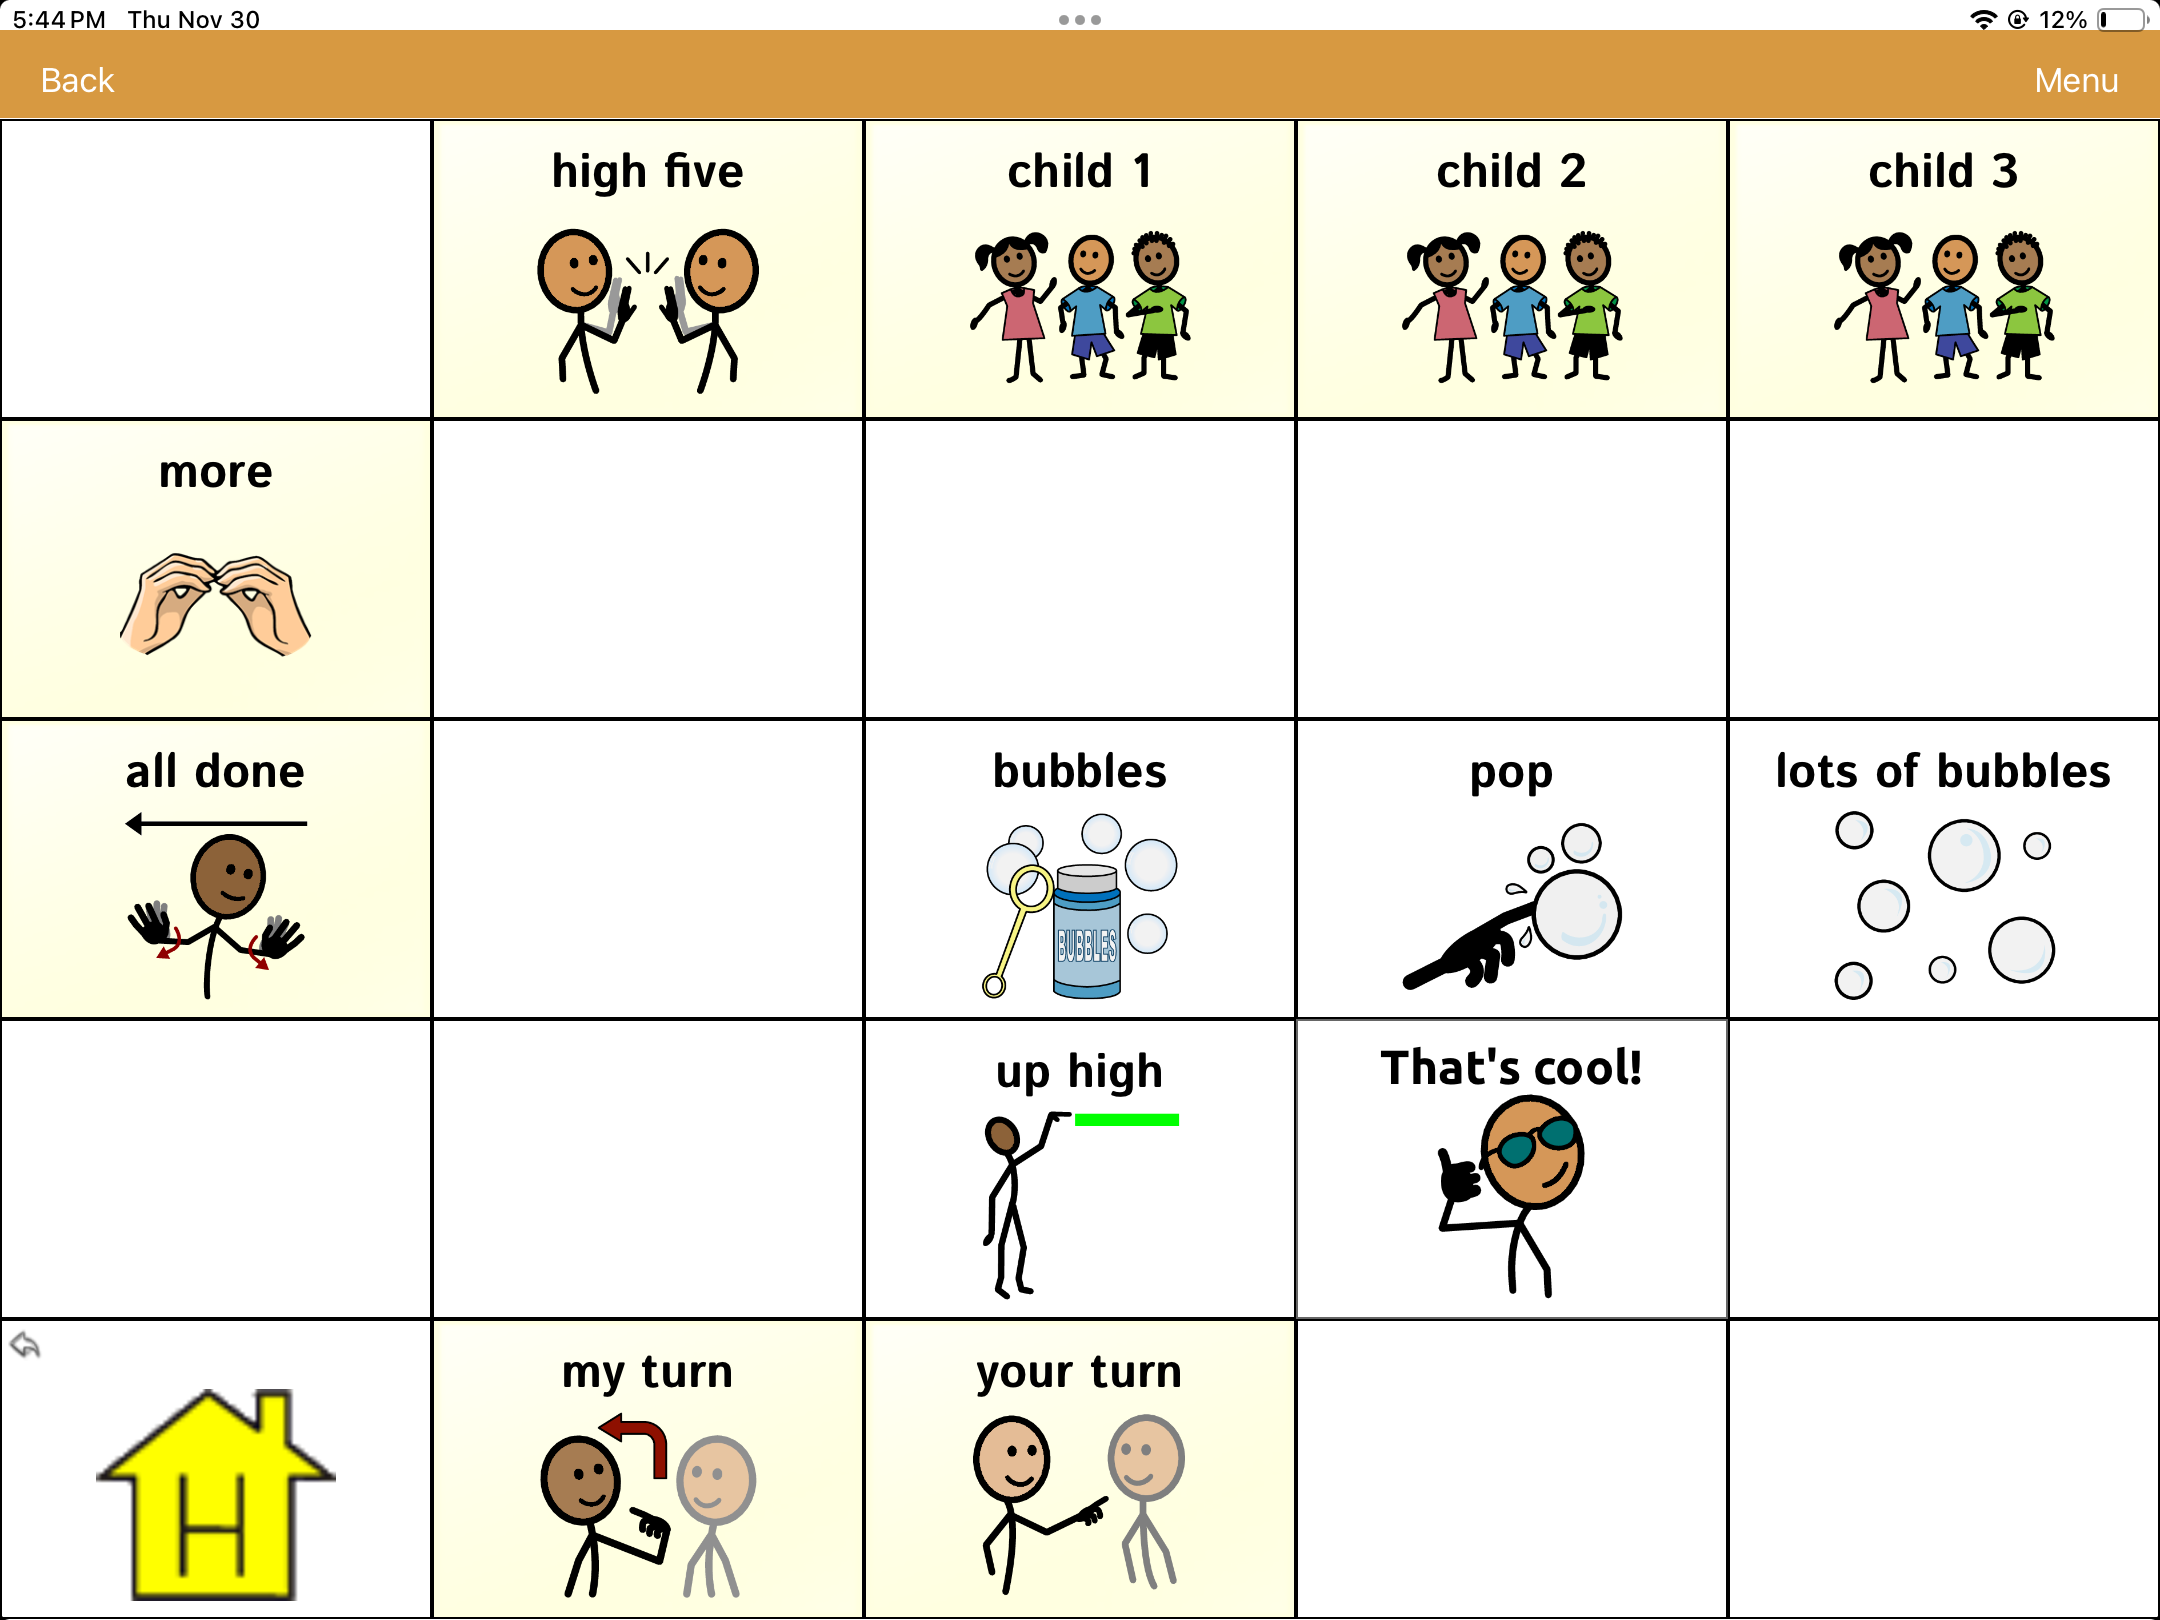 5:44 PM Thu Nov 30
12%
Back
Menu
high five
child 1
child 2
child 3
more
all done
bubbles
BUBBLES
pop
lots of bubbles
up high
That's cool!
H
my turn
your turn